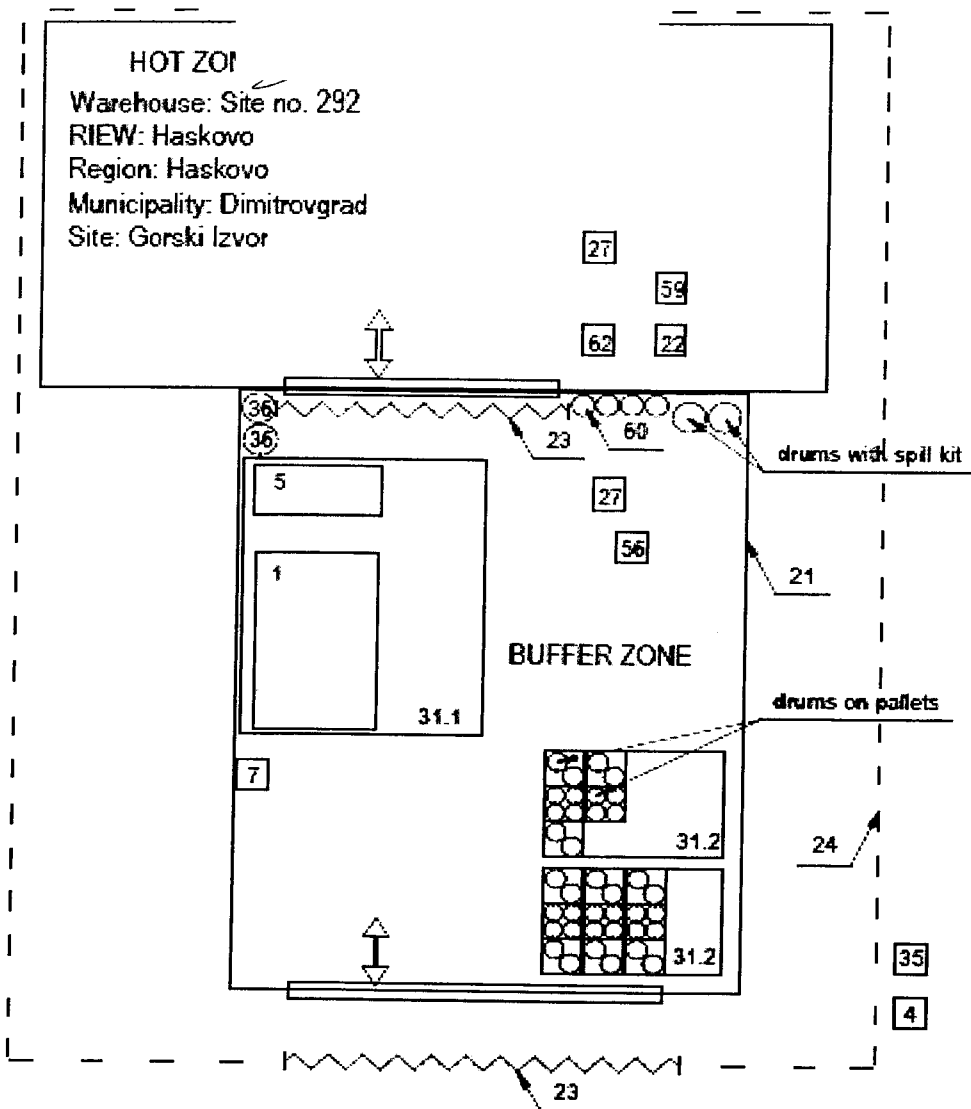 HOT ZON
Warehouse: Site no. 292
RIEW: Haskovo
Region: Haskovo
Municipality: Dimitrovgrad
Site: Gorski Izvor
27
59
62
22
36
36
23
60
drums with spill kit
5
27
56
1
21
BUFFER ZONE
31.1
drums on pallets
7
31.2
24
31.2
35
4
23